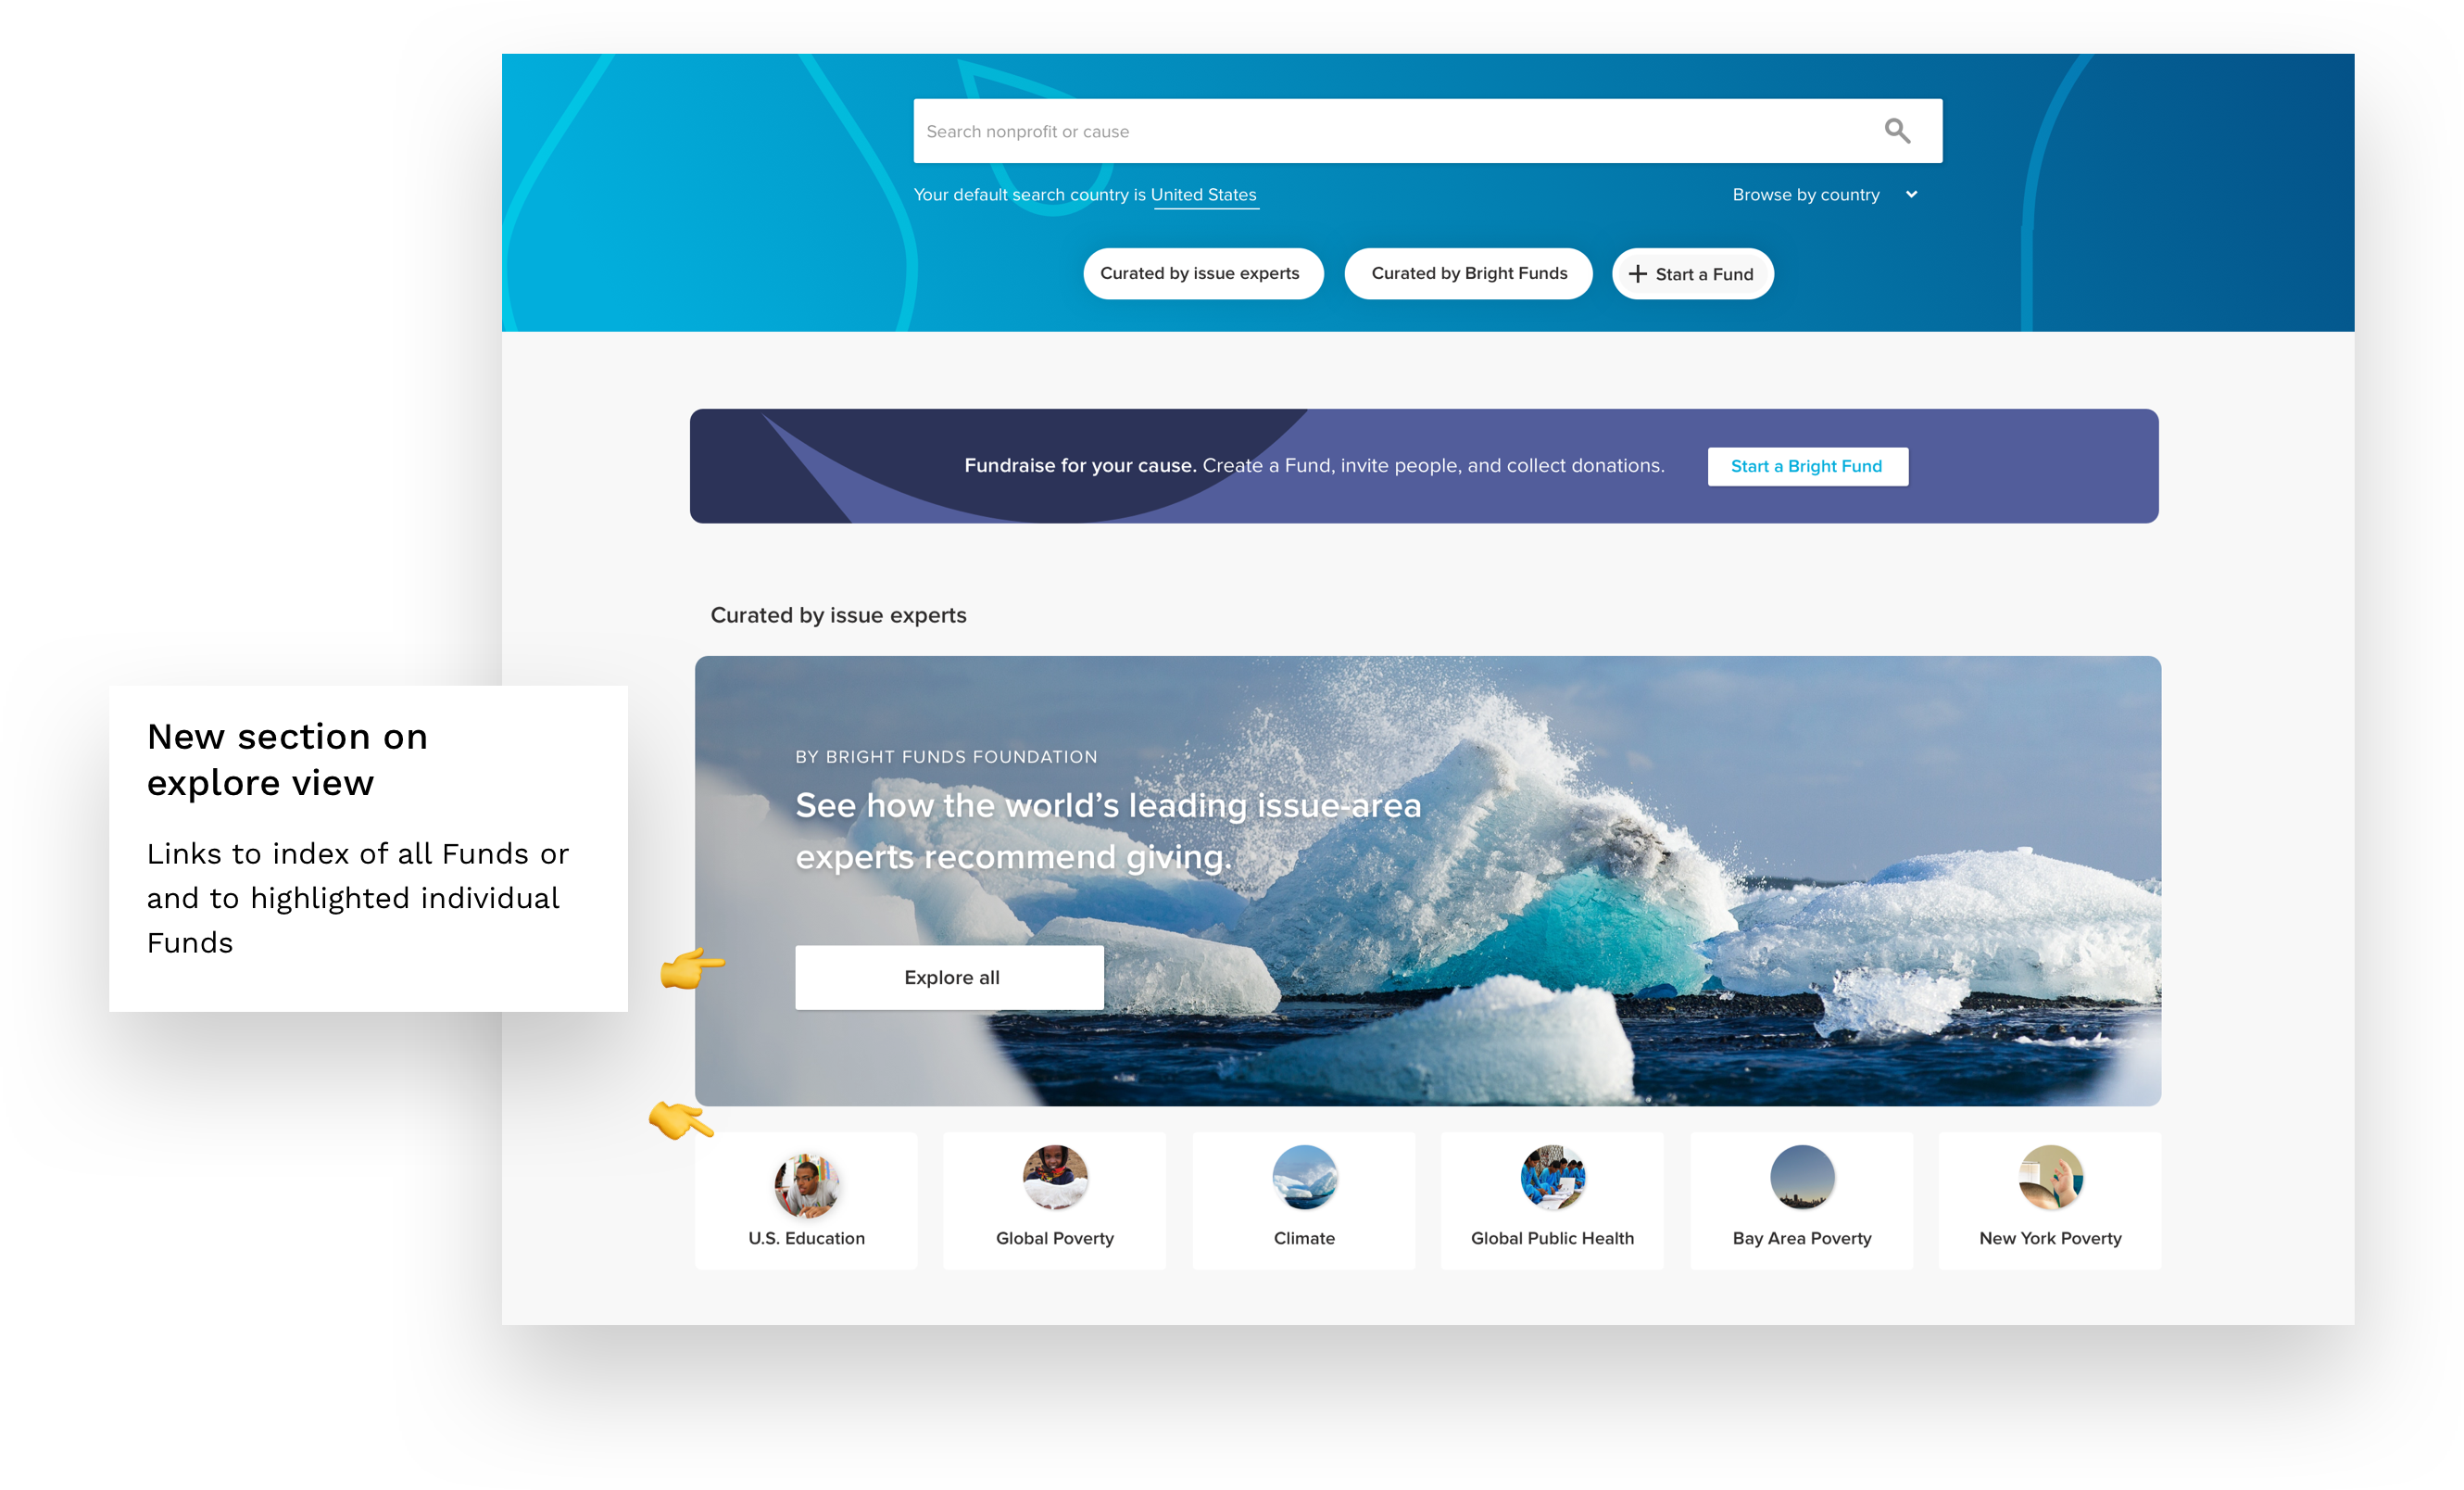 Search nonprofit or cause
Your default search country is United States
Browse by country
Curated by issue experts
Curated by Bright Funds
Start a Fund
Fundraise for your cause. Create a Fund, invite people, and collect donations.
Start a Bright Fund
Curated by issue experts
New section on
explore view
Links to index of all Funds or
and to highlighted individual
Funds
BY BRIGHT FUNDS FOUNDATION
See how the world’s leading issue-area
experts recommend giving.
Explore all
U.S. Education
Global Poverty
Climate
Global Public Health
Bay Area Poverty
New York Poverty